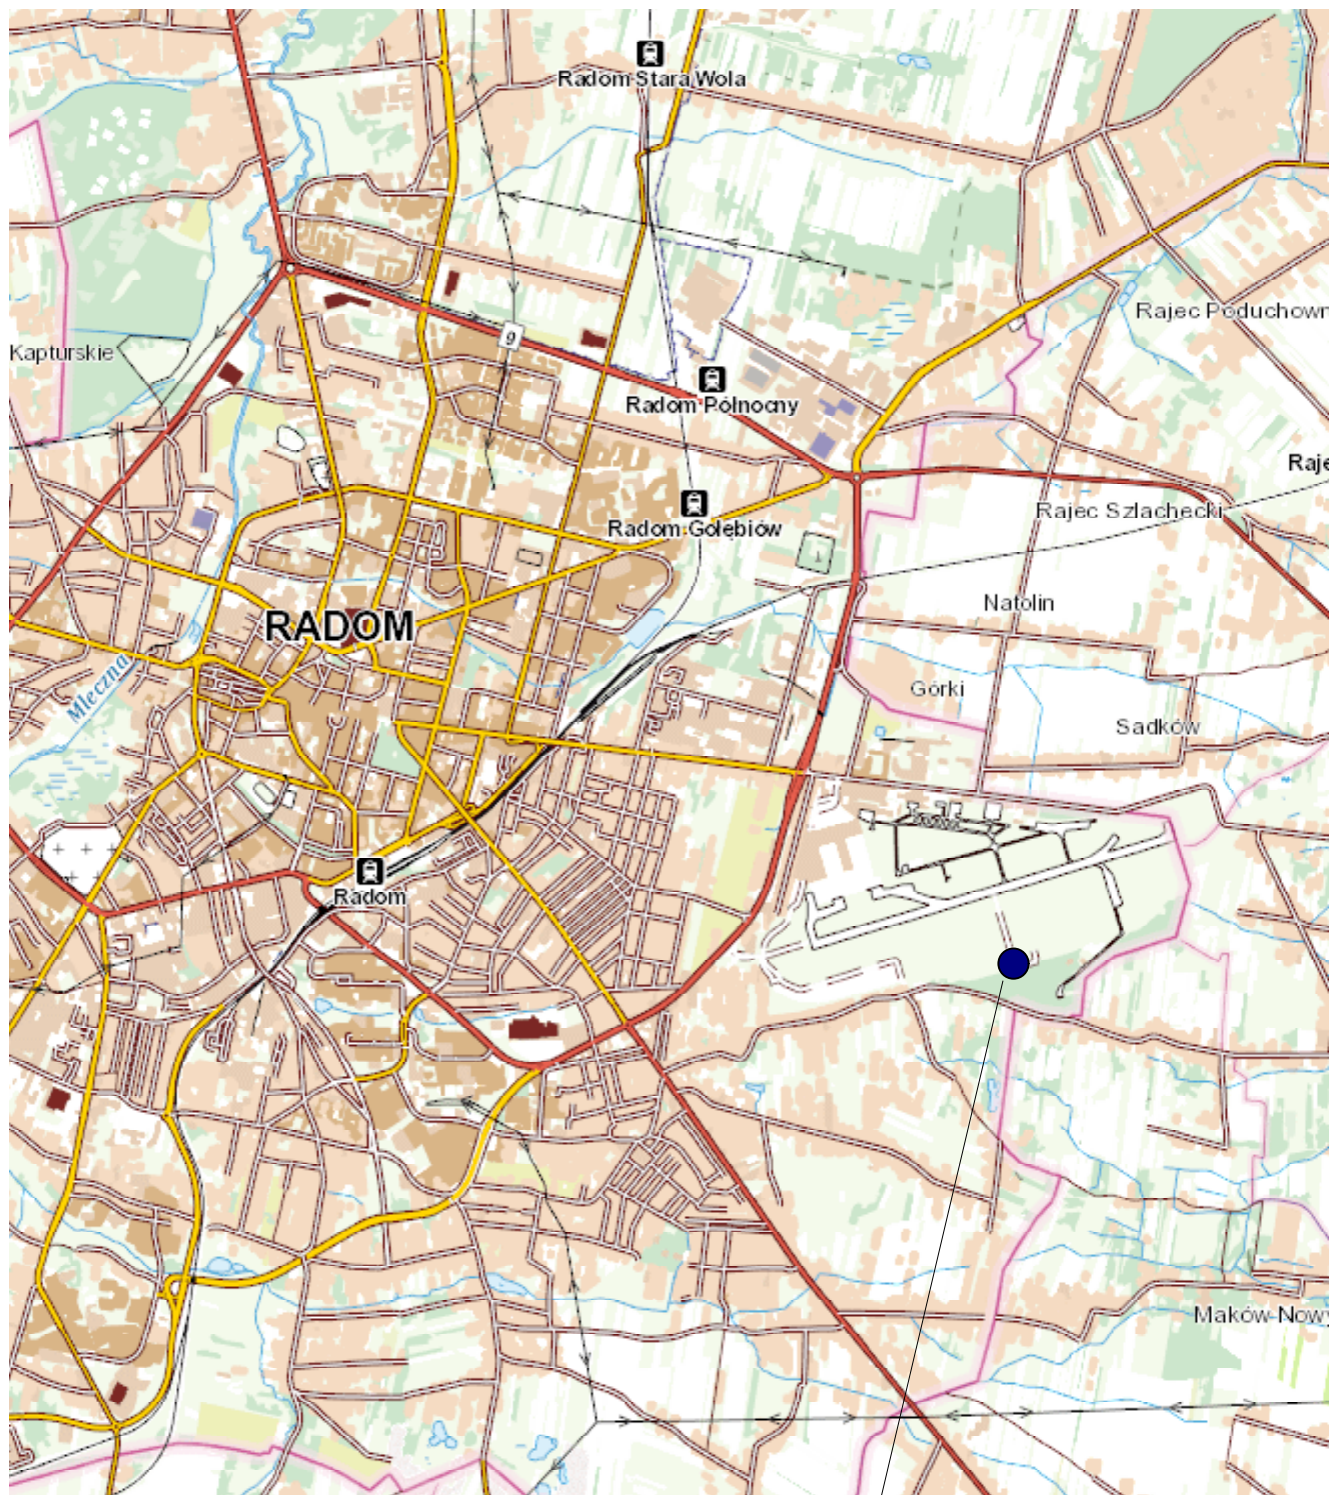 Radom Stara Wola
Rajec Poduchown
9
Kapturskie
Radom Północny
Raje
Radom Gołębiów
Rajec Szlachecki
Natolin
RADOM
Mleczna
Górki
Sadków
Radom
Maków Nowy